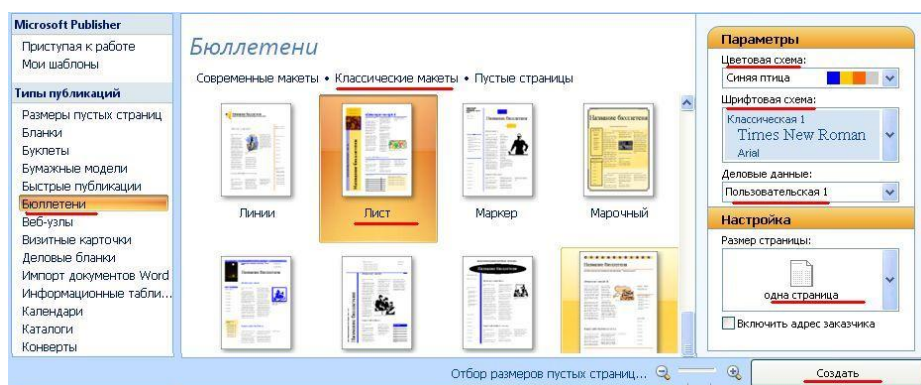 Microsoft Publisher
Приступая к работе
Мои шаблоны
Типы публикаций
Размеры пустых страниц
Бланки
Буклеты
Бумажные модели
Быстрые публикации
Бюллетени
Веб-узлы
Визитные карточки
Деловые бланки
Импорт документов Word
Информационные табли...
Календари
Каталоги
Конверты
Бюллетени
Современные макеты • Классические макеты • Пустые страницы
Линии
Лист
Маркер
Марочный
Отбор размеров пустых страниц...
Параметры
Цветовая схема:
Синяя птица
Шрифтовая схема:
Классическая 1
Times New Roman
Arial
Деловые данные:
Пользовательская 1
Настройка
Размер страницы:
одна страница
Включить адрес заказчика
Создать